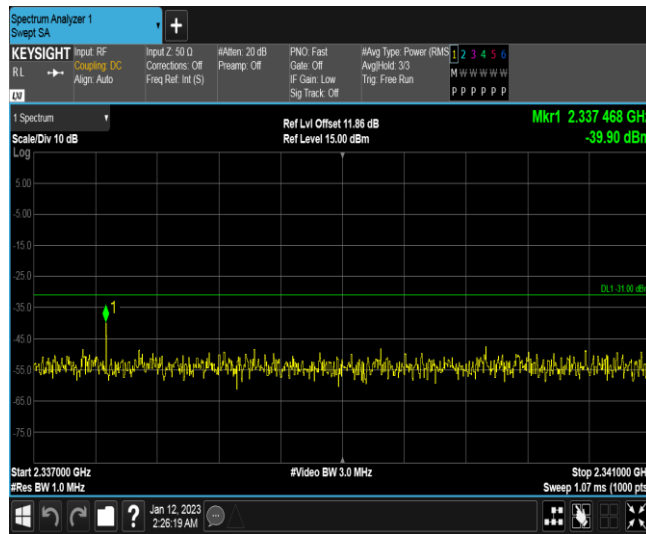 Spectrum Analyzer 1
Swept SA
+
KEYSIGHT
RL
LXI
Input: RF
Coupling: DC
Align: Auto
Input Z: 50 Ω
Corrections: Off
Freq Ref: Int (S)
#Atten: 20 dB
Preamp: Off
PNO: Fast
Gate: Off
IF Gain: Low
Sig Track: Off
#Avg Type: Power (RMS
Avg|Hold: 3/3
Trig: Free Run
1 2 3 4 5 6
M W W W W W
P P P P P P
1 Spectrum
Scale/Div 10 dB
Log
Ref Lvl Offset 11.86 dB
Ref Level 15.00 dBm
Mkr1 2.337 468 GHz
-39.90 dBm
5.00
-5.00
-15.0
-25.0
-35.0
-45.0
-55.0
-65.0
-75.0
DL1 -31.00 dBm
1
Start 2.337000 GHz
#Res BW 1.0 MHz
#Video BW 3.0 MHz
Stop 2.341000 GH
Sweep 1.07 ms (1000 pts
?
Jan 12, 2023
2:26:19 AM